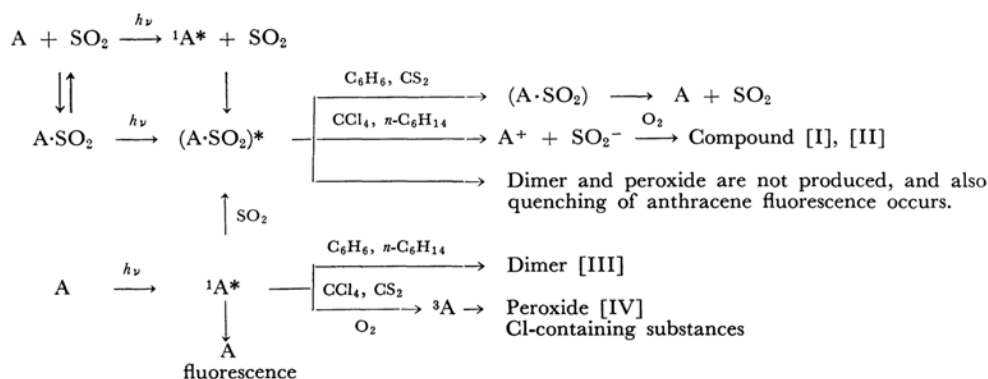 A + SO₂ hν ¹A* + SO₂
C₆H₆, CS₂
(A·SO₂) A + SO₂
A·SO₂ hν (A·SO₂)* CCl₄, n-C₆H₁₄ A⁺ + SO₂⁻ O₂ Compound [I], [II]
Dimer and peroxide are not produced, and also
quenching of anthracene fluorescence occurs.
SO₂
C₆H₆, n-C₆H₁₄
Dimer [III]
A hν ¹A*
CCl₄, CS₂
O₂
³A → Peroxide [IV]
Cl-containing substances
A
fluorescence